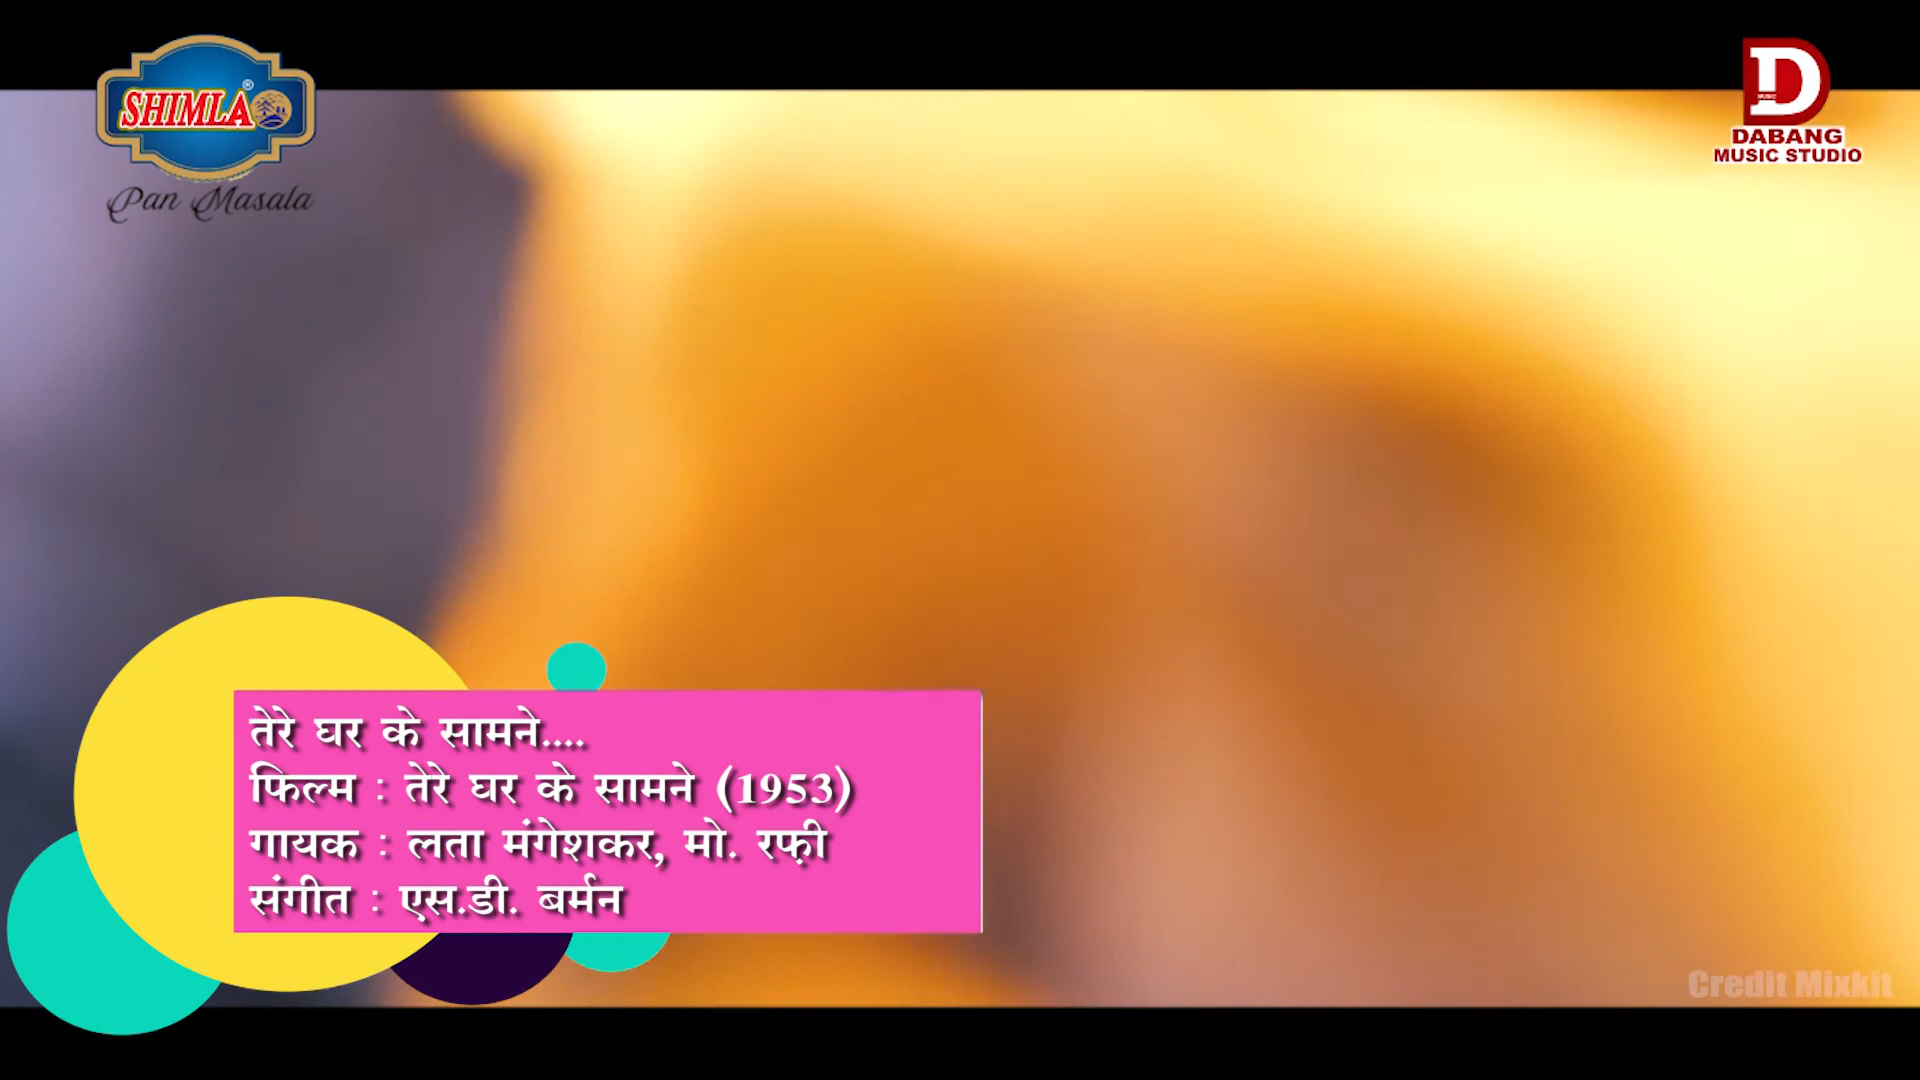 SHIMLA®
Pan Masala
D
MUSIC
DABANG
MUSIC STUDIO
तेरे घर के सामने....
फिल्म : तेरे घर के सामने (1953)
गायक : लता मंगेशकर, मो. रफ़ी
संगीत : एस.डी. बर्मन
Credit Mixkit